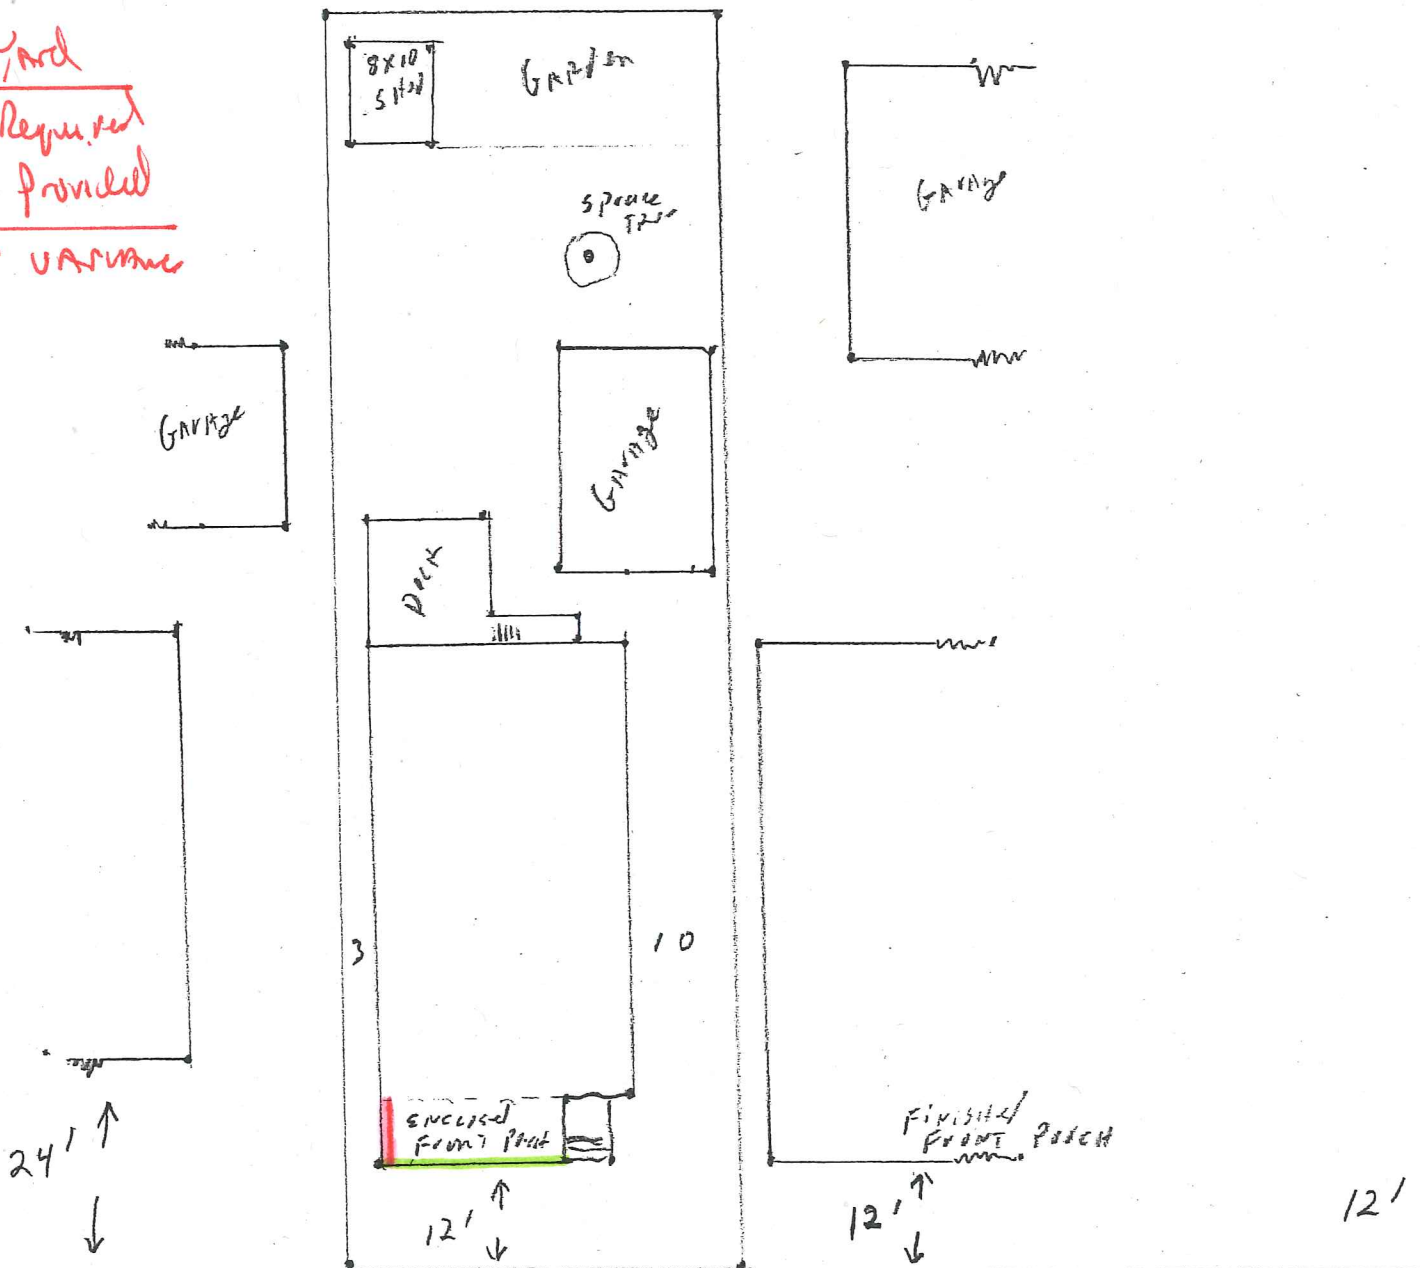 Yard
Required
Provided
VARIANCE
8x10
SHED
GARDEN
SPRUCE
TREE
GARAGE
GARAGE
GARAGE
DECK
3
10
ENCLOSED
FRONT PORCH
FINISHED
FRONT PORCH
24'
12'
12'
12'